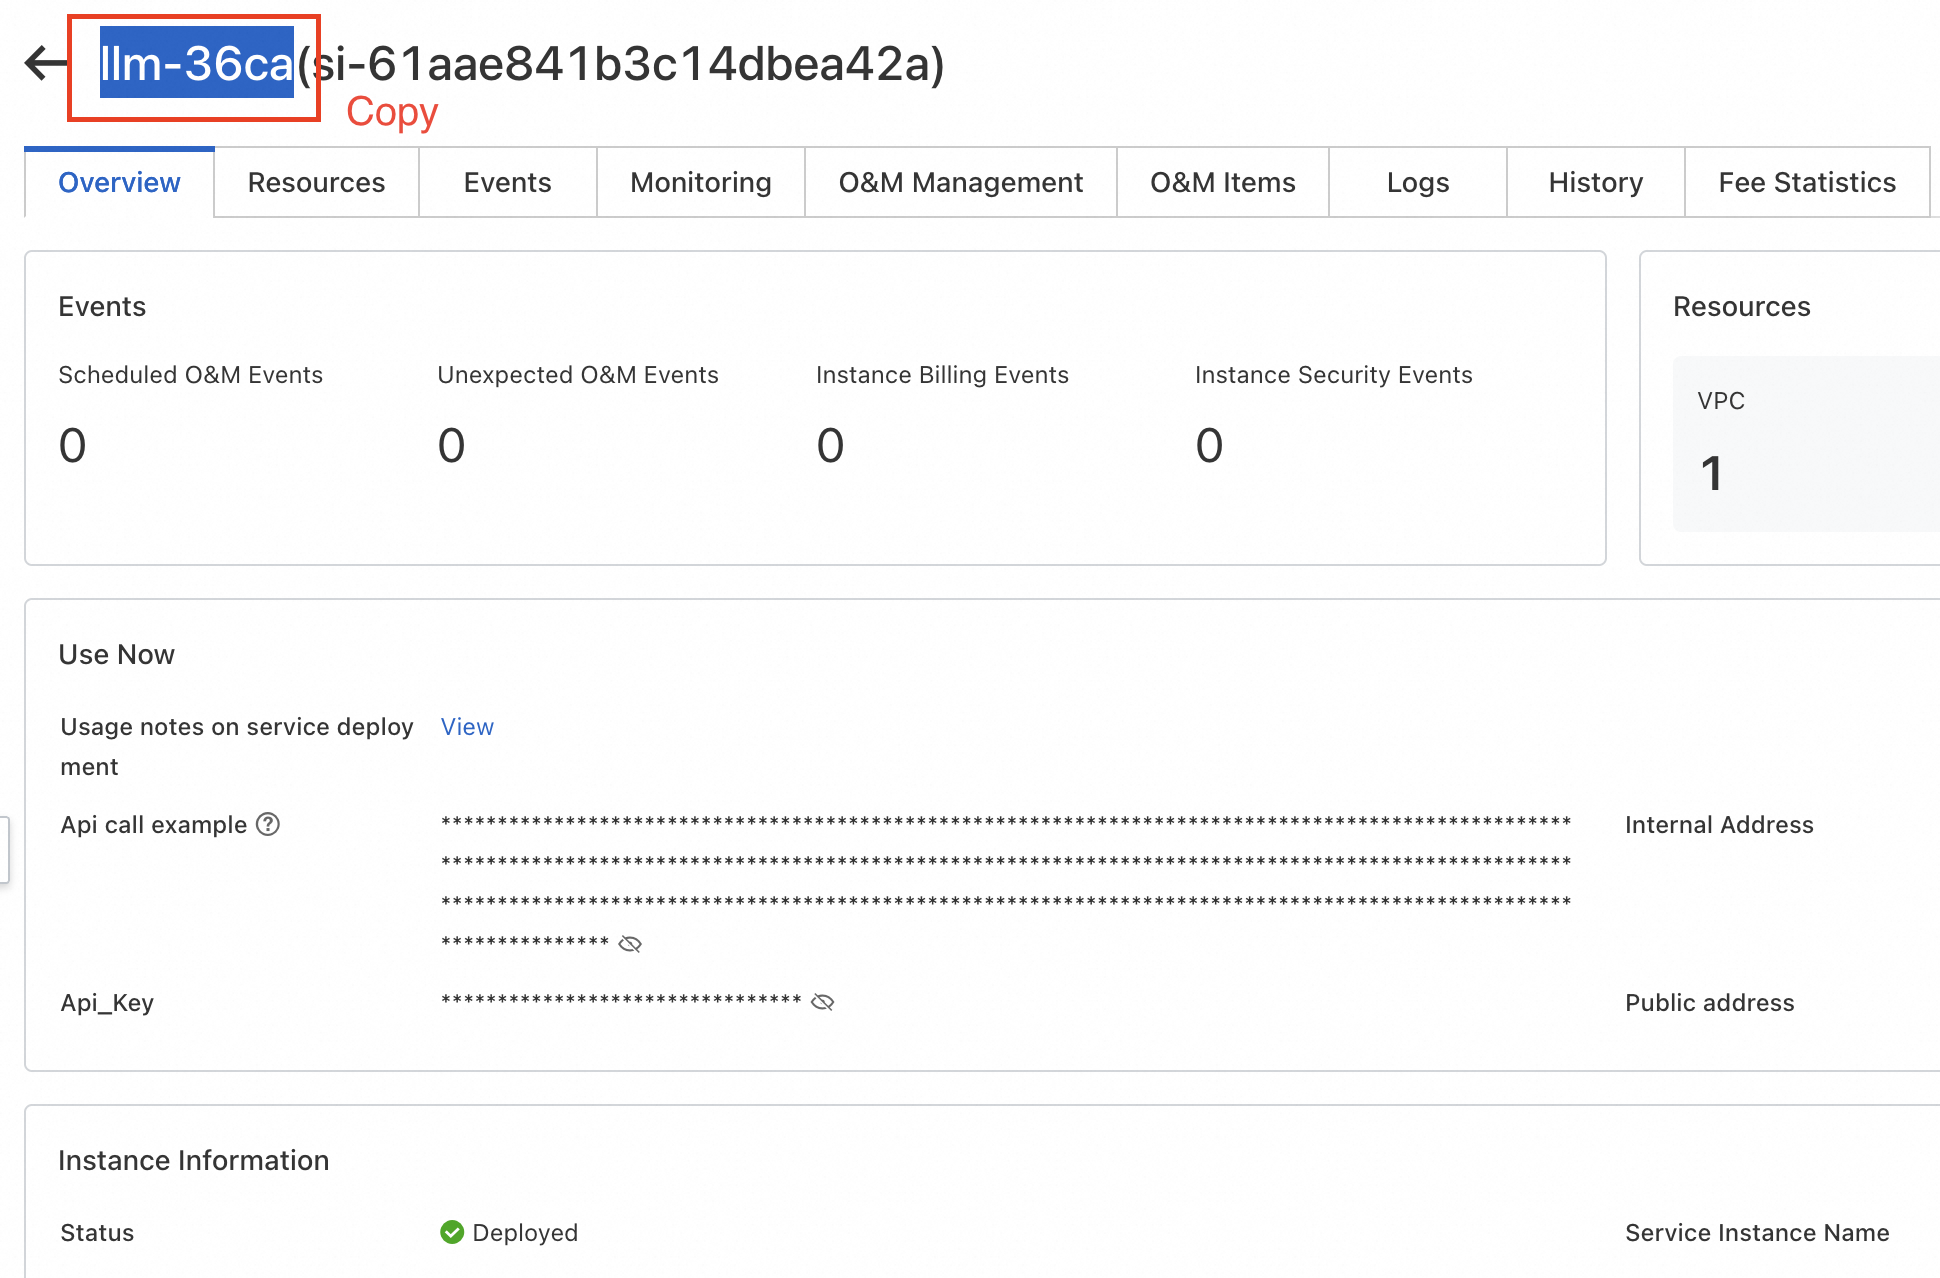 llm-36ca(si-61aae841b3c14dbea42a)
Copy
Overview Resources Events Monitoring O&M Management O&M Items Logs History Fee Statistics
Events
Resources
Scheduled O&M Events Unexpected O&M Events Instance Billing Events Instance Security Events
VPC
0 0 0 0
1
Use Now
Usage notes on service deploy View
ment
Api call example ? **************************************************************************************************** Internal Address
****************************************************************************************************
****************************************************************************************************
***************
Api_Key ******************************** Public address
Instance Information
Status Deployed Service Instance Name